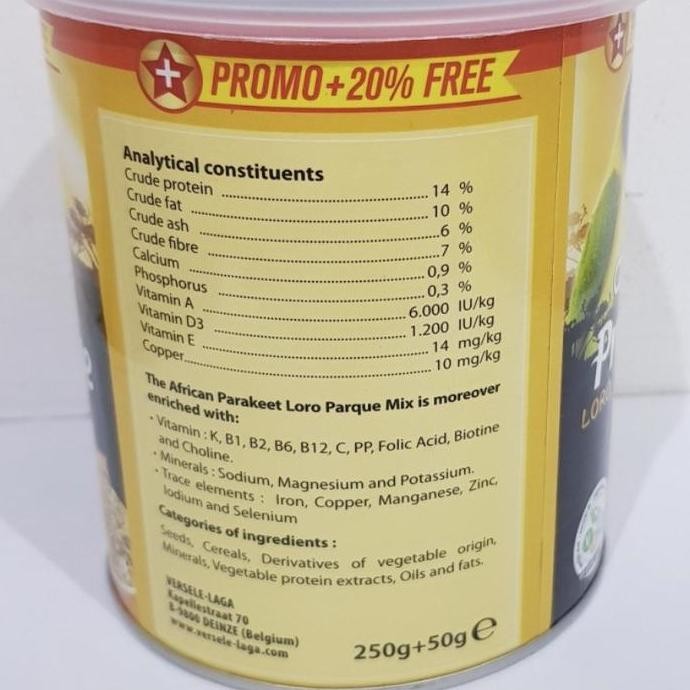 PROMO+20% FREE
Analytical constituents
Crude protein 14 %
Crude fat 10 %
Crude ash 6 %
Crude fibre 7 %
Calcium 0,9 %
Phosphorus 0,3 %
Vitamin A 6.000 IU/kg
Vitamin D3 1.200 IU/kg
Vitamin E 14 mg/kg
Copper 10 mg/kg
The African Parakeet Loro Parque Mix is moreover
enriched with:
• Vitamin : K, B1, B2, B6, B12, C, PP, Folic Acid, Biotine
and Choline.
• Minerals : Sodium, Magnesium and Potassium.
• Trace elements : Iron, Copper, Manganese, Zinc,
Iodium and Selenium
Categories of ingredients :
Seeds, Cereals, Derivatives of vegetable origin,
Minerals, Vegetable protein extracts, Oils and fats.
VERSELE-LAGA
Kapellestraat 70
B-9800 DEINZE (Belgium)
www.versele-laga.com
250g+50g e